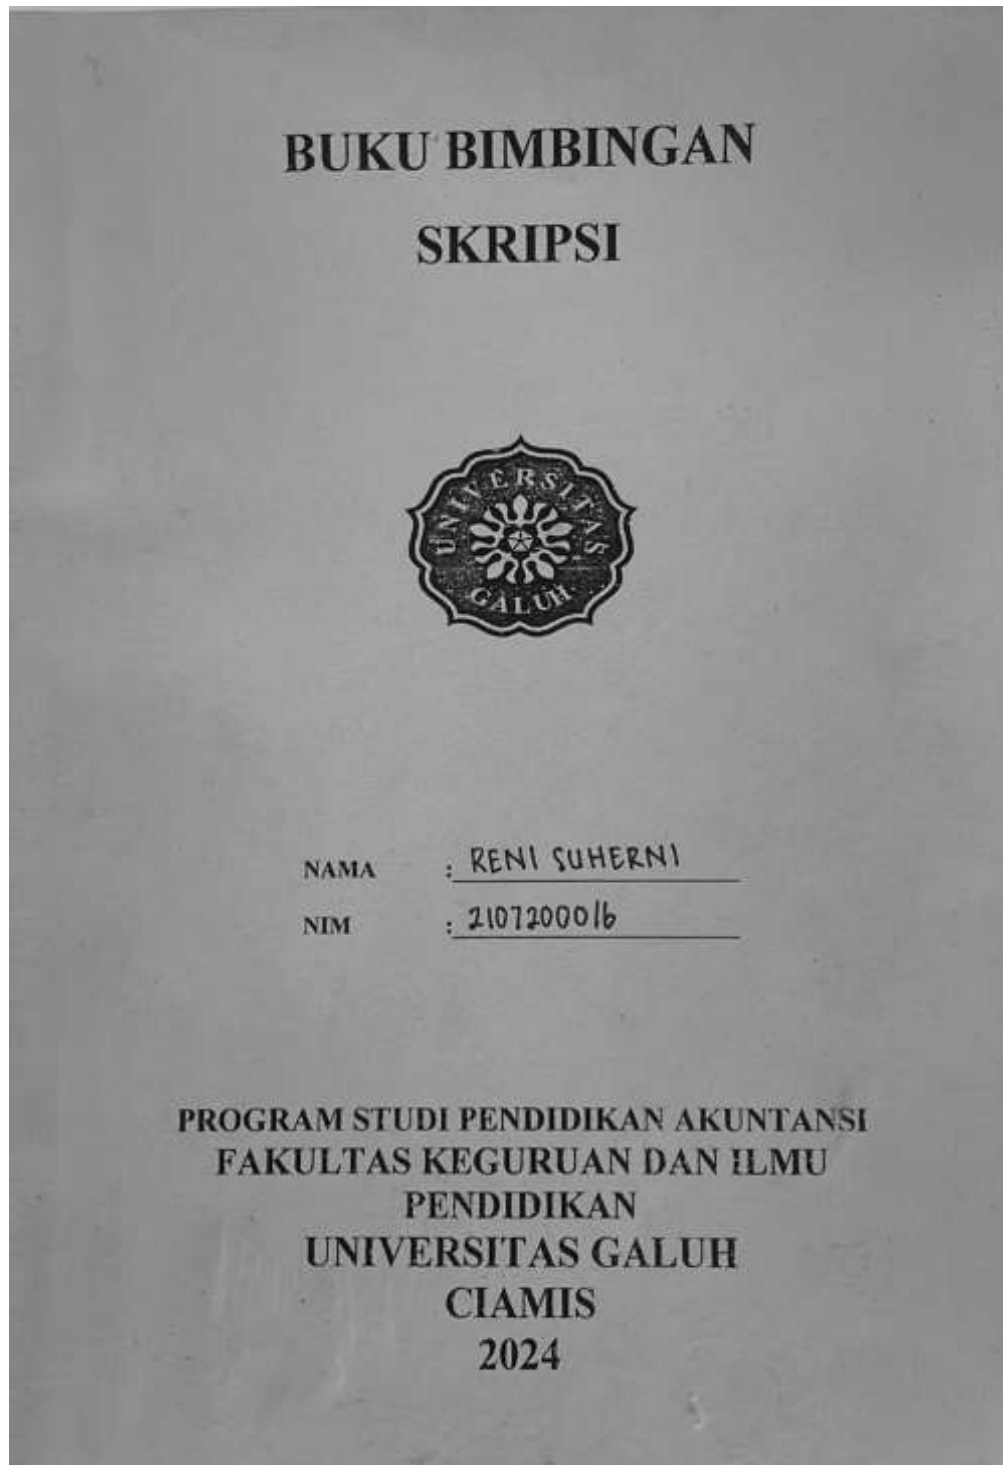 BUKU BIMBINGAN
SKRIPSI
UNIVERSITAS
GALUH
NAMA : RENI SUHERNI
NIM : 2107200016
PROGRAM STUDI PENDIDIKAN AKUNTANSI
FAKULTAS KEGURUAN DAN ILMU
PENDIDIKAN
UNIVERSITAS GALUH
CIAMIS
2024